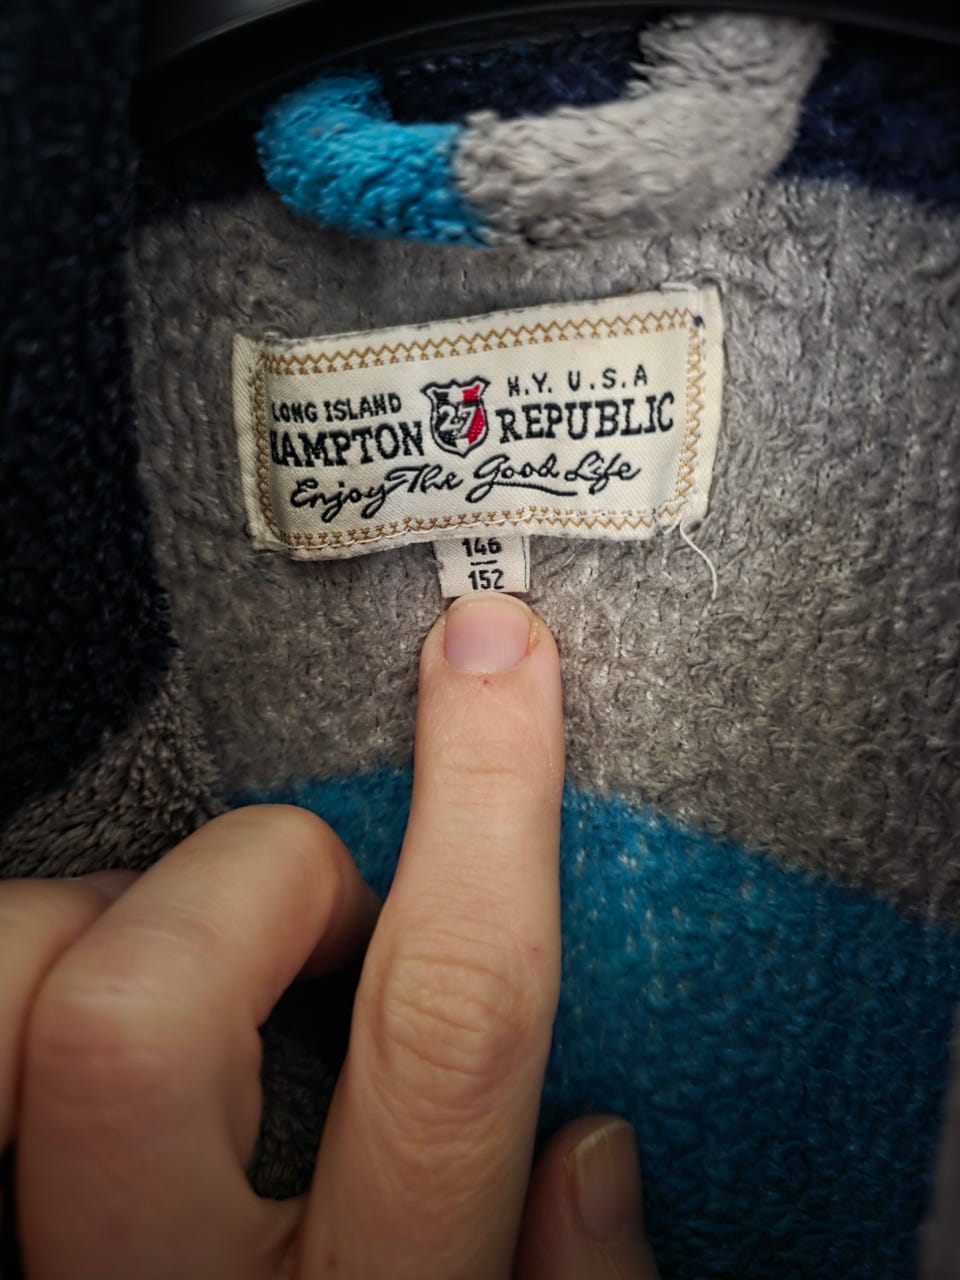 LONG ISLAND N.Y. U.S.A
HAMPTON 27 REPUBLIC
Enjoy The Good Life
146
152